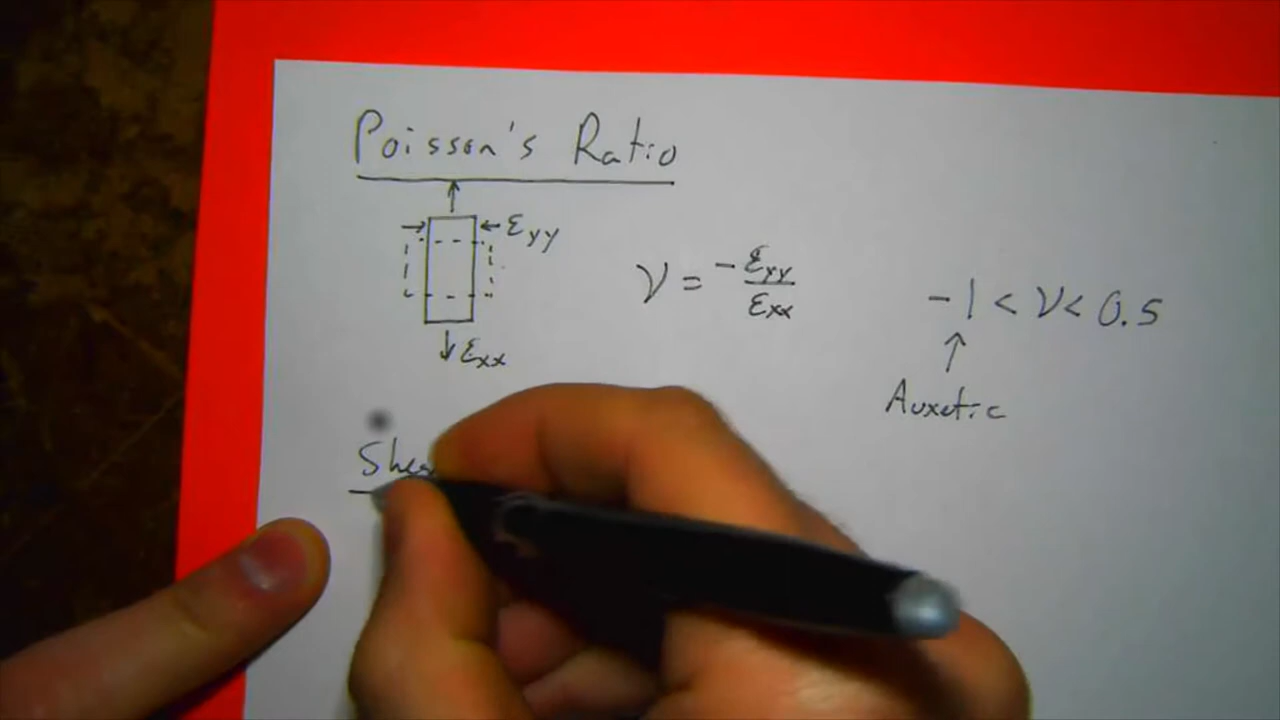 Poisson's Ratio
εyy
ν = -εyy/εxx
-1 < ν < 0.5
εxx
Auxetic